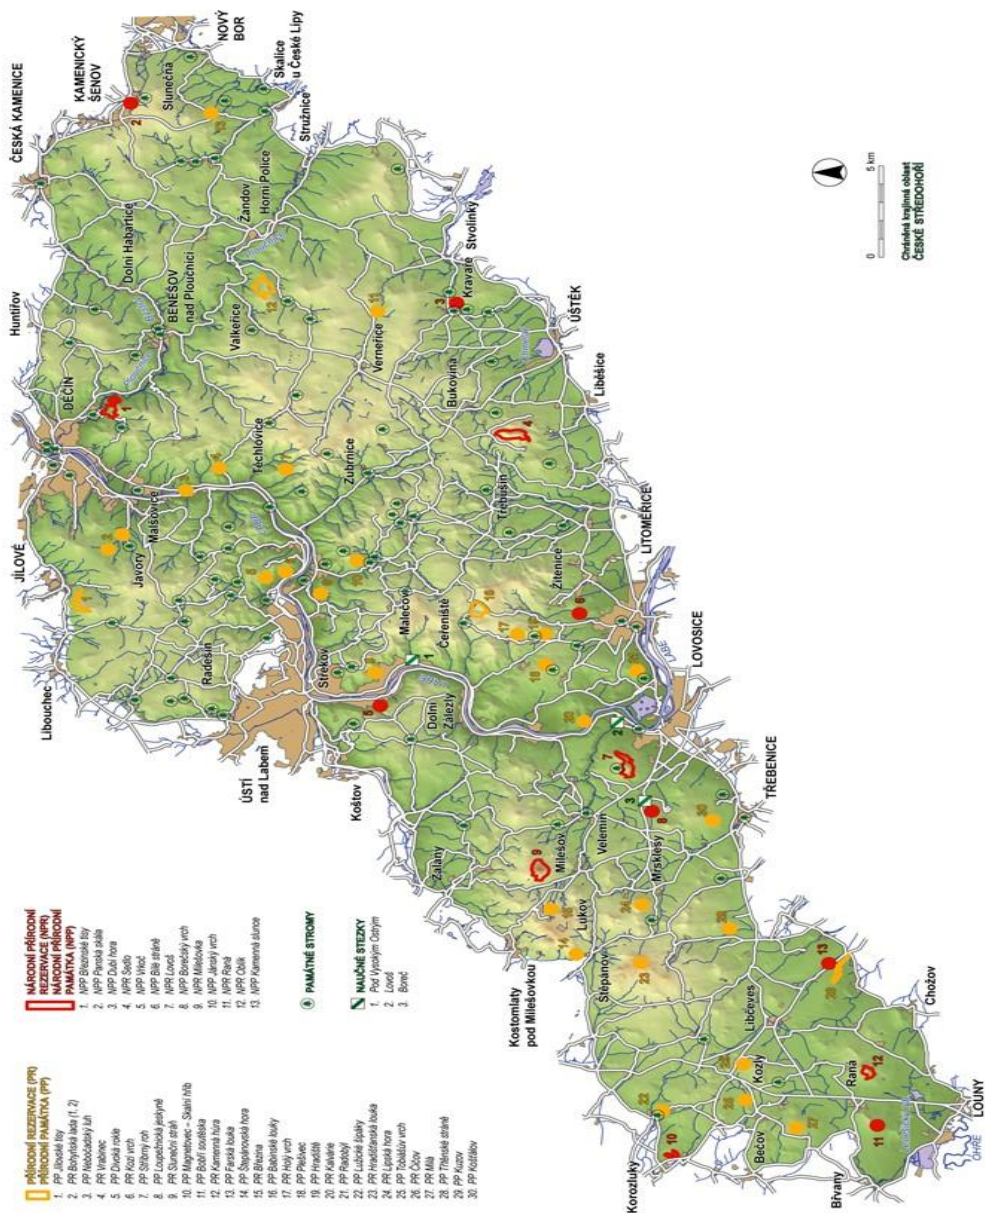 PŘÍRODNÍ REZERVACE (PR)
PŘÍRODNÍ PAMÁTKA (PP)
1. PP Jílovské tisy
2. PR Bohyňská lada (1, 2)
3. PR Nebočadský luh
4. PR Vrabinec
5. PP Divoká rokle
6. PR Kozí vrch
7. PP Stříbrný roh
8. PP Loupežnická jeskyně
9. PR Sluneční stráň
10. PP Magnetovec – Skalní hřib
11. PP Bobří soutěska
12. PP Kamenná hůra
13. PP Farská louka
14. PP Štěpánovská hora
15. PR Březina
16. PP Babinské louky
17. PR Holý vrch
18. PP Plešivec
19. PP Hradiště
20. PR Kalvárie
21. PP Radobýl
22. PP Lužické šipáky
23. PP Hradišťanská louka
24. PR Lipská hora
25. PP Tobiášův vrch
26. PP Číčov
27. PR Milá
28. PP Třtěnské stráně
29. PP Kuzov
30. PP Košťálov
NÁRODNÍ PŘÍRODNÍ
REZERVACE (NPR)
NÁRODNÍ PŘÍRODNÍ
PAMÁTKA (NPP)
1. NPP Březinské tisy
2. NPP Panská skála
3. NPP Dubí hora
4. NPR Sedlo
5. NPP Vrkoč
6. NPP Bílé stráně
7. NPR Lovoš
8. NPP Borečský vrch
9. NPR Milešovka
10. NPP Jánský vrch
11. NPR Raná
12. NPR Oblík
13. NPP Kamenná slunce
PAMÁTNÉ STROMY
NAUČNÉ STEZKY
1. Pod Vysokým Ostrým
2. Lovoš
3. Boreč
JÍLOVÉ
Huntířov
ČESKÁ KAMENICE
KAMENICKÝ
ŠENOV
NOVÝ
BOR
Libouchec
DĚČÍN
Dolní Habartice
Slunečná
Skalice
u České Lípy
Javory
Malšovice
BENEŠOV
nad Ploučnicí
Stružnice
Radešín
Těchlovice
Valkeřice
Žandov
Horní Police
ÚSTÍ
nad Labem
Střekov
Zubrnice
Verneřice
Stvolínky
Koštov
Malečov
Čeřeniště
Bukovina
Kravaře
Dolní
Zálezly
Třebušín
ÚŠTĚK
Žalany
Žitenice
Liběšice
Milešov
Velemín
LITOMĚŘICE
Kostomlaty
pod Milešovkou
Lukov
LABE
LOVOSICE
Mrsklesy
Štěpánov
TŘEBENICE
Korozluky
Libčeves
Kozly
Bečov
Břvany
Raná
Chožov
LOUNY
OHŘE
0 5 km
Chráněná krajinná oblast
ČESKÉ STŘEDOHOŘÍ